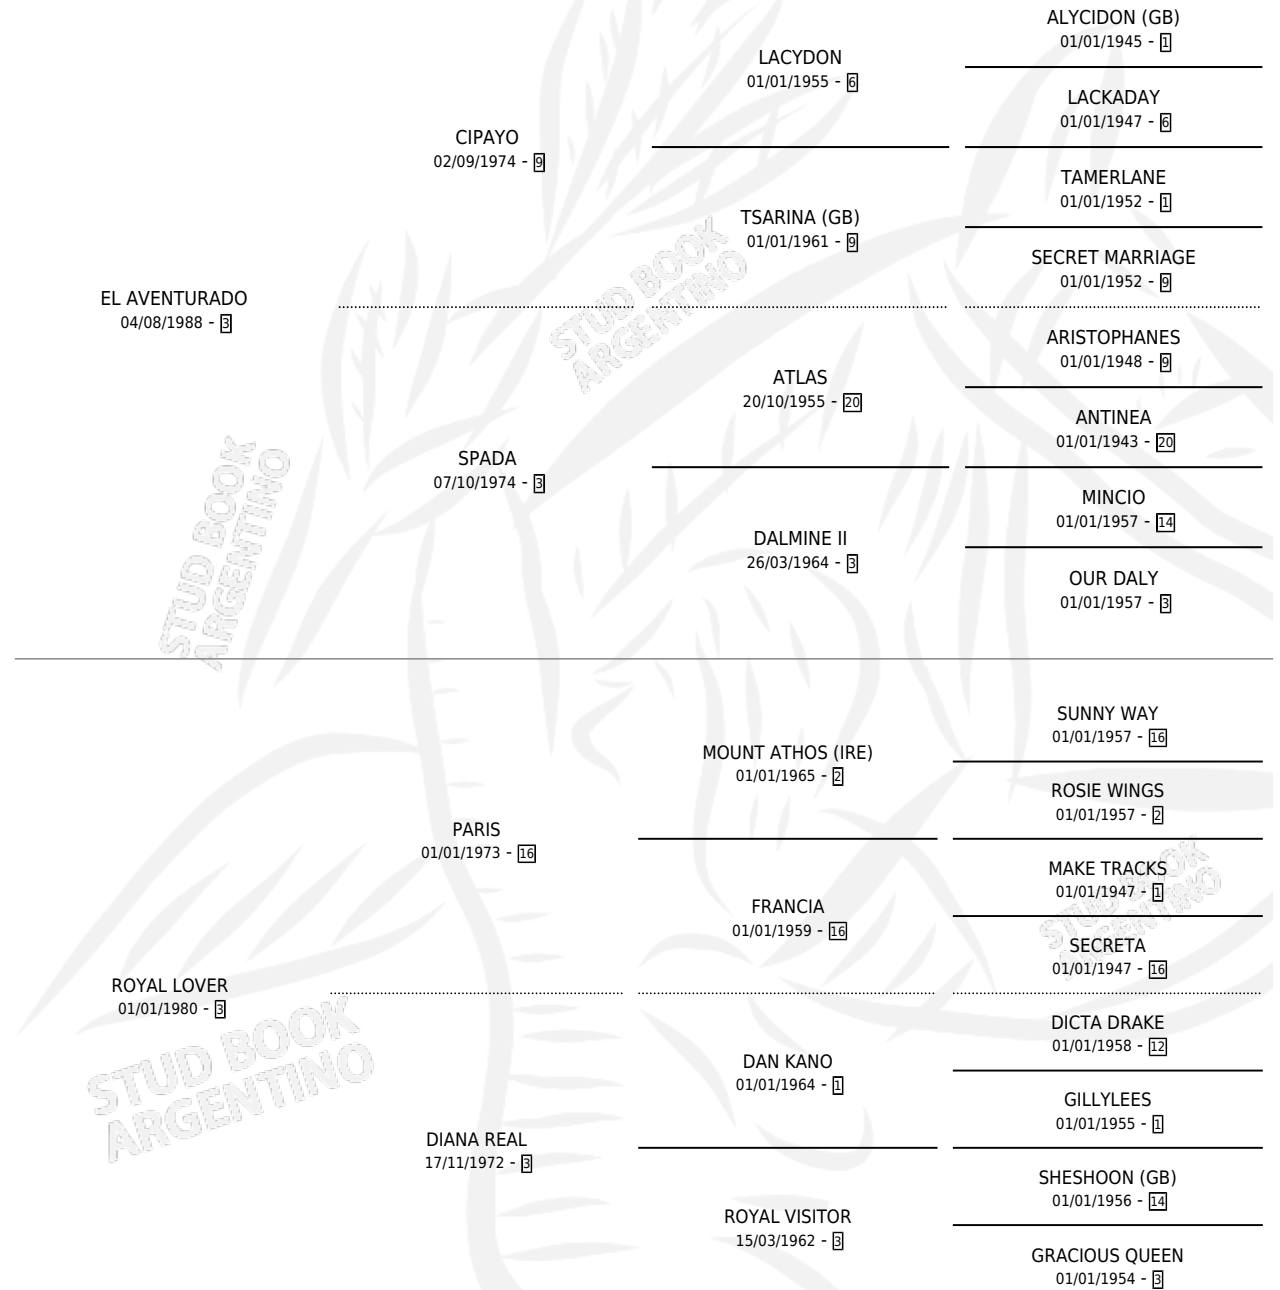 ALYCIDON (GB)
01/01/1945 - 1
LACYDON
01/01/1955 - 6
LACKADAY
01/01/1947 - 6
CIPAYO
02/09/1974 - 9
TAMERLANE
01/01/1952 - 1
TSARINA (GB)
01/01/1961 - 9
SECRET MARRIAGE
01/01/1952 - 9
EL AVENTURADO
04/08/1988 - 3
ARISTOPHANES
01/01/1948 - 9
ATLAS
20/10/1955 - 20
ANTINEA
01/01/1943 - 20
SPADA
07/10/1974 - 3
MINCIO
01/01/1957 - 14
DALMINE II
26/03/1964 - 3
OUR DALY
01/01/1957 - 3
SUNNY WAY
01/01/1957 - 16
MOUNT ATHOS (IRE)
01/01/1965 - 2
ROSIE WINGS
01/01/1957 - 2
PARIS
01/01/1973 - 16
MAKE TRACKS
01/01/1947 - 1
FRANCIA
01/01/1959 - 16
SECRETA
01/01/1947 - 16
ROYAL LOVER
01/01/1980 - 3
DICTA DRAKE
01/01/1958 - 12
DAN KANO
01/01/1964 - 1
GILLYLEES
01/01/1955 - 1
DIANA REAL
17/11/1972 - 3
SHESHOON (GB)
01/01/1956 - 14
ROYAL VISITOR
15/03/1962 - 3
GRACIOUS QUEEN
01/01/1954 - 3
STUD BOOK
ARGENTINO
STUD BOOK
ARGENTINO
STUD BOOK
ARGENTINO
STUD BOOK
ARGENTINO